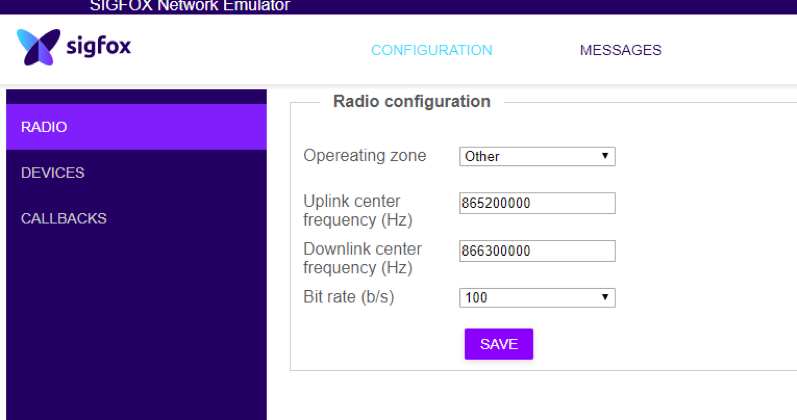 SIGFOX Network Emulator
sigfox
CONFIGURATION
MESSAGES
RADIO
DEVICES
CALLBACKS
Radio configuration
Opereating zone
Other
Uplink center
frequency (Hz)
865200000
Downlink center
frequency (Hz)
866300000
Bit rate (b/s)
100
SAVE